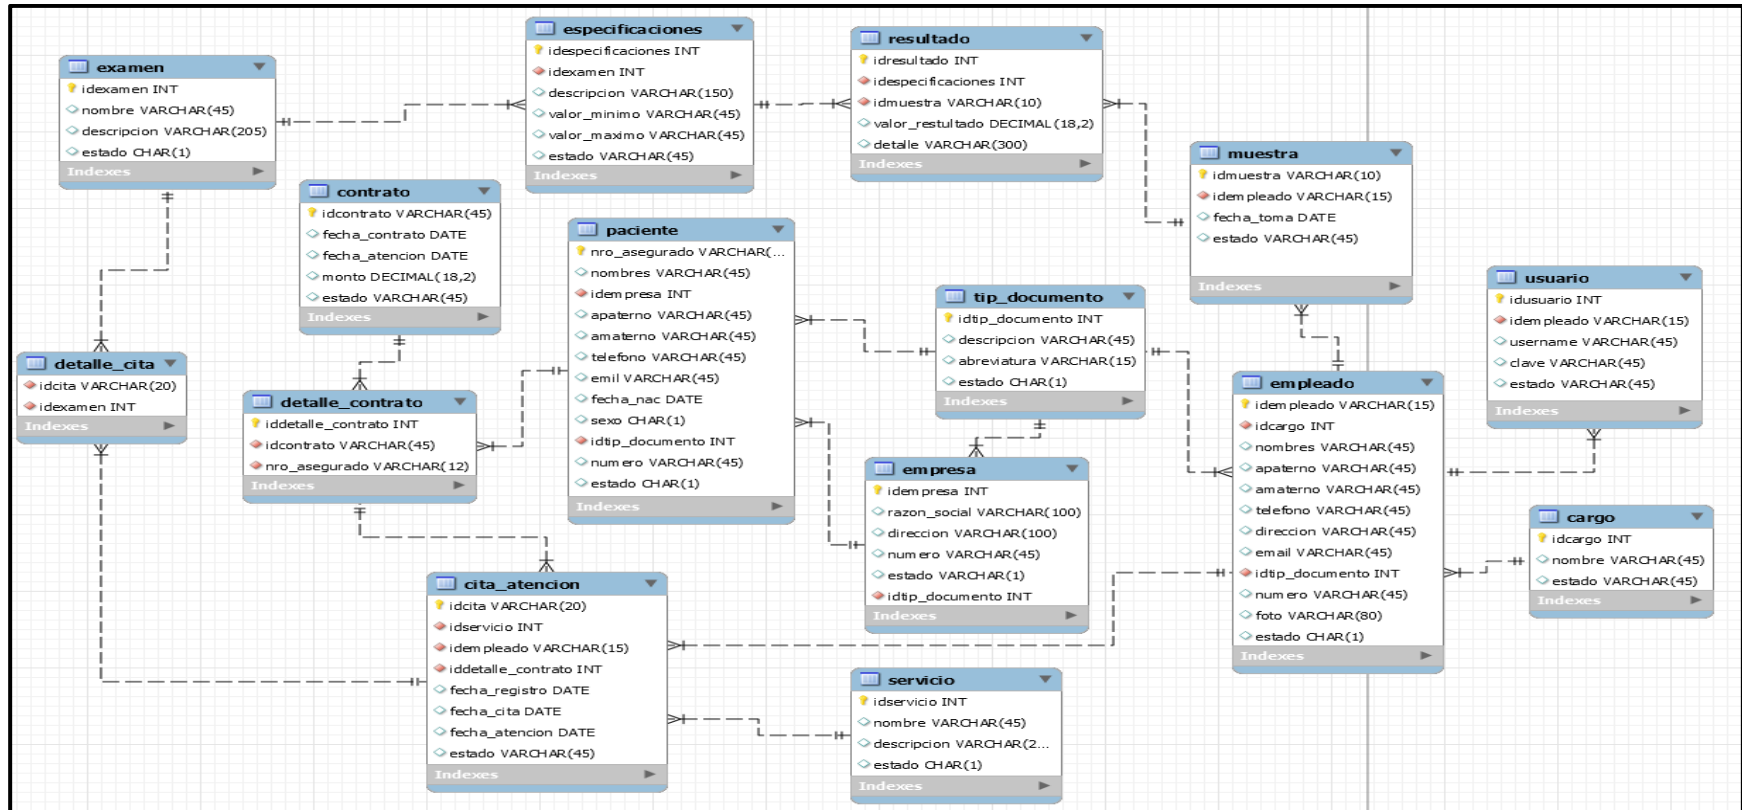 examen
idexamen INT
nombre VARCHAR(45)
descripcion VARCHAR(205)
estado CHAR(1)
Indexes
especificaciones
idespecificaciones INT
idexamen INT
descripcion VARCHAR(150)
valor_minimo VARCHAR(45)
valor_maximo VARCHAR(45)
estado VARCHAR(45)
Indexes
resultado
idresultado INT
idespecificaciones INT
idmuestra VARCHAR(10)
valor_restultado DECIMAL(18,2)
detalle VARCHAR(300)
Indexes
muestra
idmuestra VARCHAR(10)
idempleado VARCHAR(15)
fecha_toma DATE
estado VARCHAR(45)
Indexes
contrato
idcontrato VARCHAR(45)
fecha_contrato DATE
fecha_atencion DATE
monto DECIMAL(18,2)
estado VARCHAR(45)
Indexes
paciente
nro_asegurado VARCHAR(...
nombres VARCHAR(45)
idempresa INT
apaterno VARCHAR(45)
amaterno VARCHAR(45)
telefono VARCHAR(45)
emil VARCHAR(45)
fecha_nac DATE
sexo CHAR(1)
idtip_documento INT
numero VARCHAR(45)
estado CHAR(1)
Indexes
tip_documento
idtip_documento INT
descripcion VARCHAR(45)
abreviatura VARCHAR(15)
estado CHAR(1)
Indexes
usuario
idusuario INT
idempleado VARCHAR(15)
username VARCHAR(45)
clave VARCHAR(45)
estado VARCHAR(45)
Indexes
detalle_cita
idcita VARCHAR(20)
idexamen INT
Indexes
detalle_contrato
iddetalle_contrato INT
idcontrato VARCHAR(45)
nro_asegurado VARCHAR(12)
Indexes
empresa
idempresa INT
razon_social VARCHAR(100)
direccion VARCHAR(100)
numero VARCHAR(45)
estado VARCHAR(1)
idtip_documento INT
Indexes
empleado
idempleado VARCHAR(15)
idcargo INT
nombres VARCHAR(45)
apaterno VARCHAR(45)
amaterno VARCHAR(45)
telefono VARCHAR(45)
direccion VARCHAR(45)
email VARCHAR(45)
idtip_documento INT
numero VARCHAR(45)
foto VARCHAR(80)
estado CHAR(1)
Indexes
cargo
idcargo INT
nombre VARCHAR(45)
estado VARCHAR(45)
Indexes
cita_atencion
idcita VARCHAR(20)
idservicio INT
idempleado VARCHAR(15)
iddetalle_contrato INT
fecha_registro DATE
fecha_cita DATE
fecha_atencion DATE
estado VARCHAR(45)
Indexes
servicio
idservicio INT
nombre VARCHAR(45)
descripcion VARCHAR(2...
estado CHAR(1)
Indexes